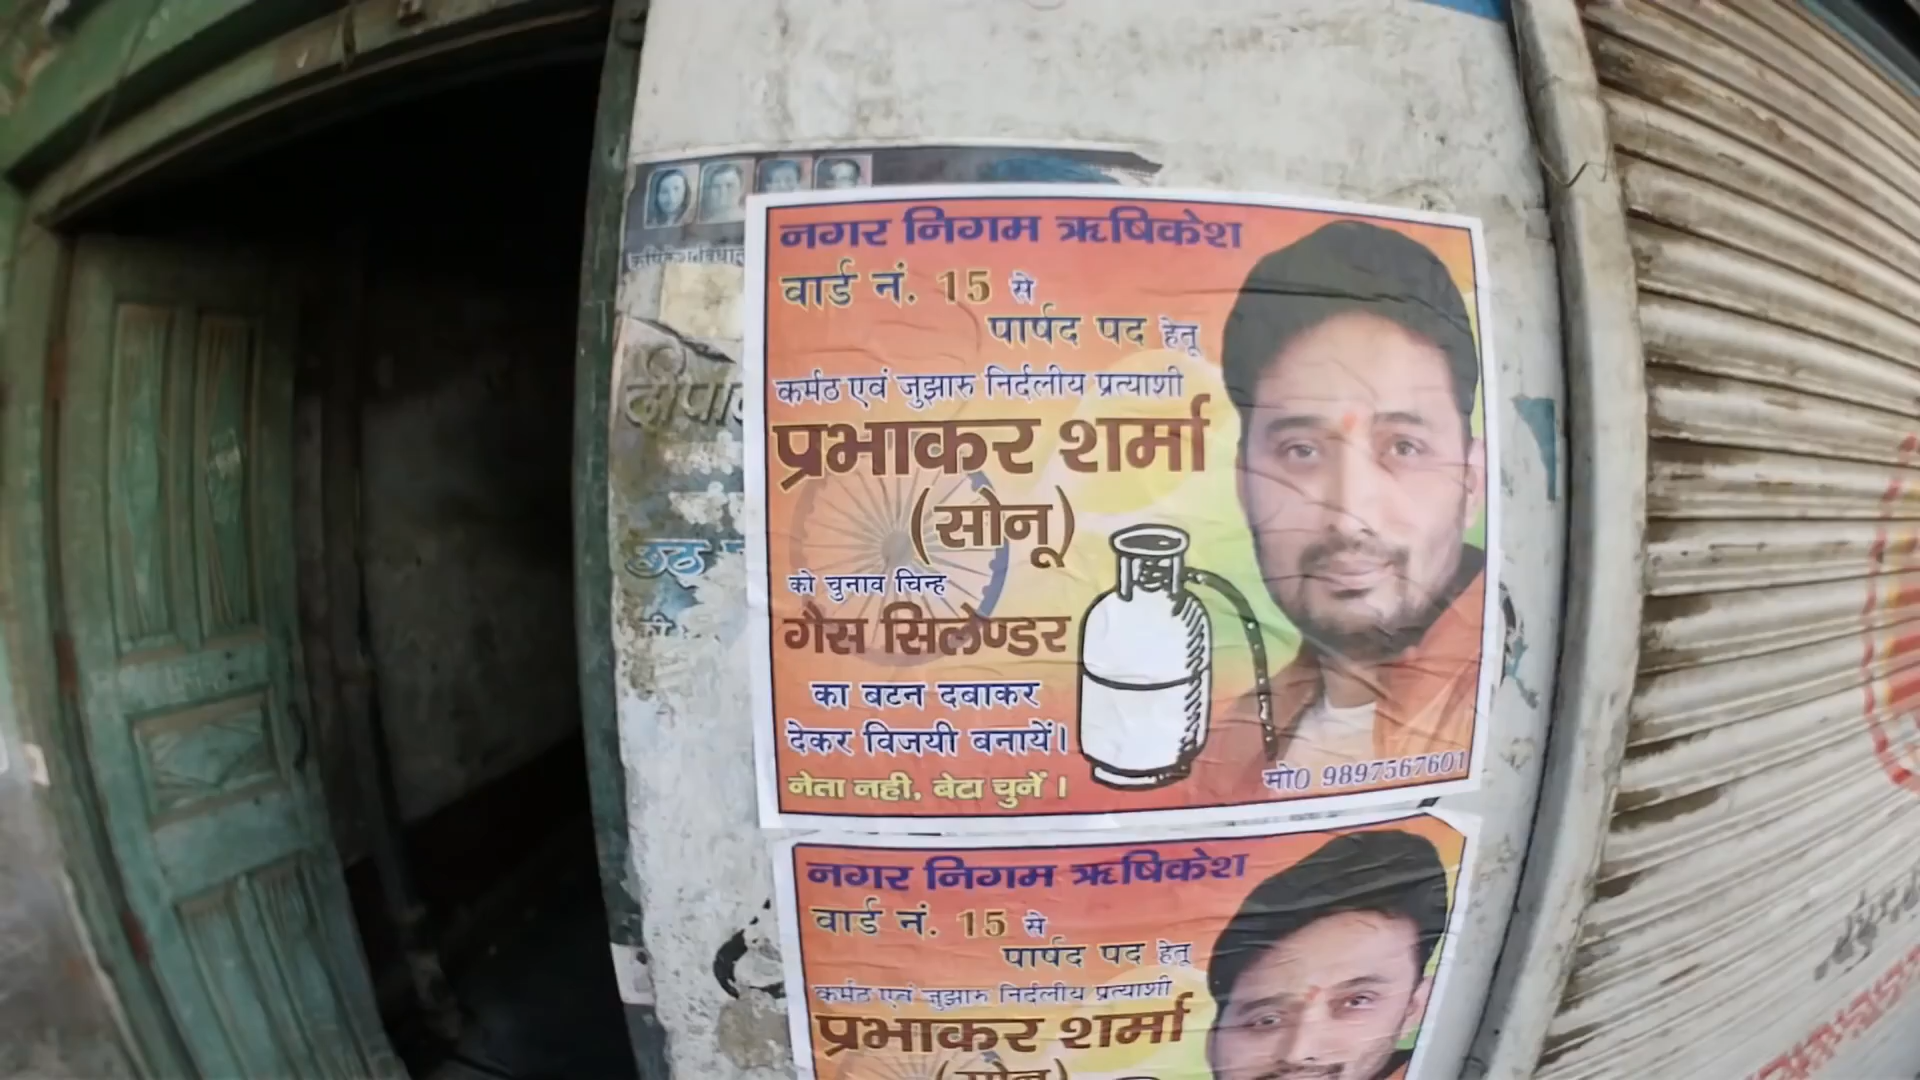 नगर निगम ऋषिकेश
वार्ड नं. 15 से
पार्षद पद हेतू
कर्मठ एवं जुझारु निर्दलीय प्रत्याशी
प्रभाकर शर्मा
(सोनू)
को चुनाव चिन्ह
गैस सिलेण्डर
का बटन दबाकर
देकर विजयी बनायें।
नेता नही, बेटा चुनें ।
मो0 9897567601
नगर निगम ऋषिकेश
वार्ड नं. 15 से
पार्षद पद हेतू
कर्मठ एवं जुझारु निर्दलीय प्रत्याशी
प्रभाकर शर्मा
(सोनू)